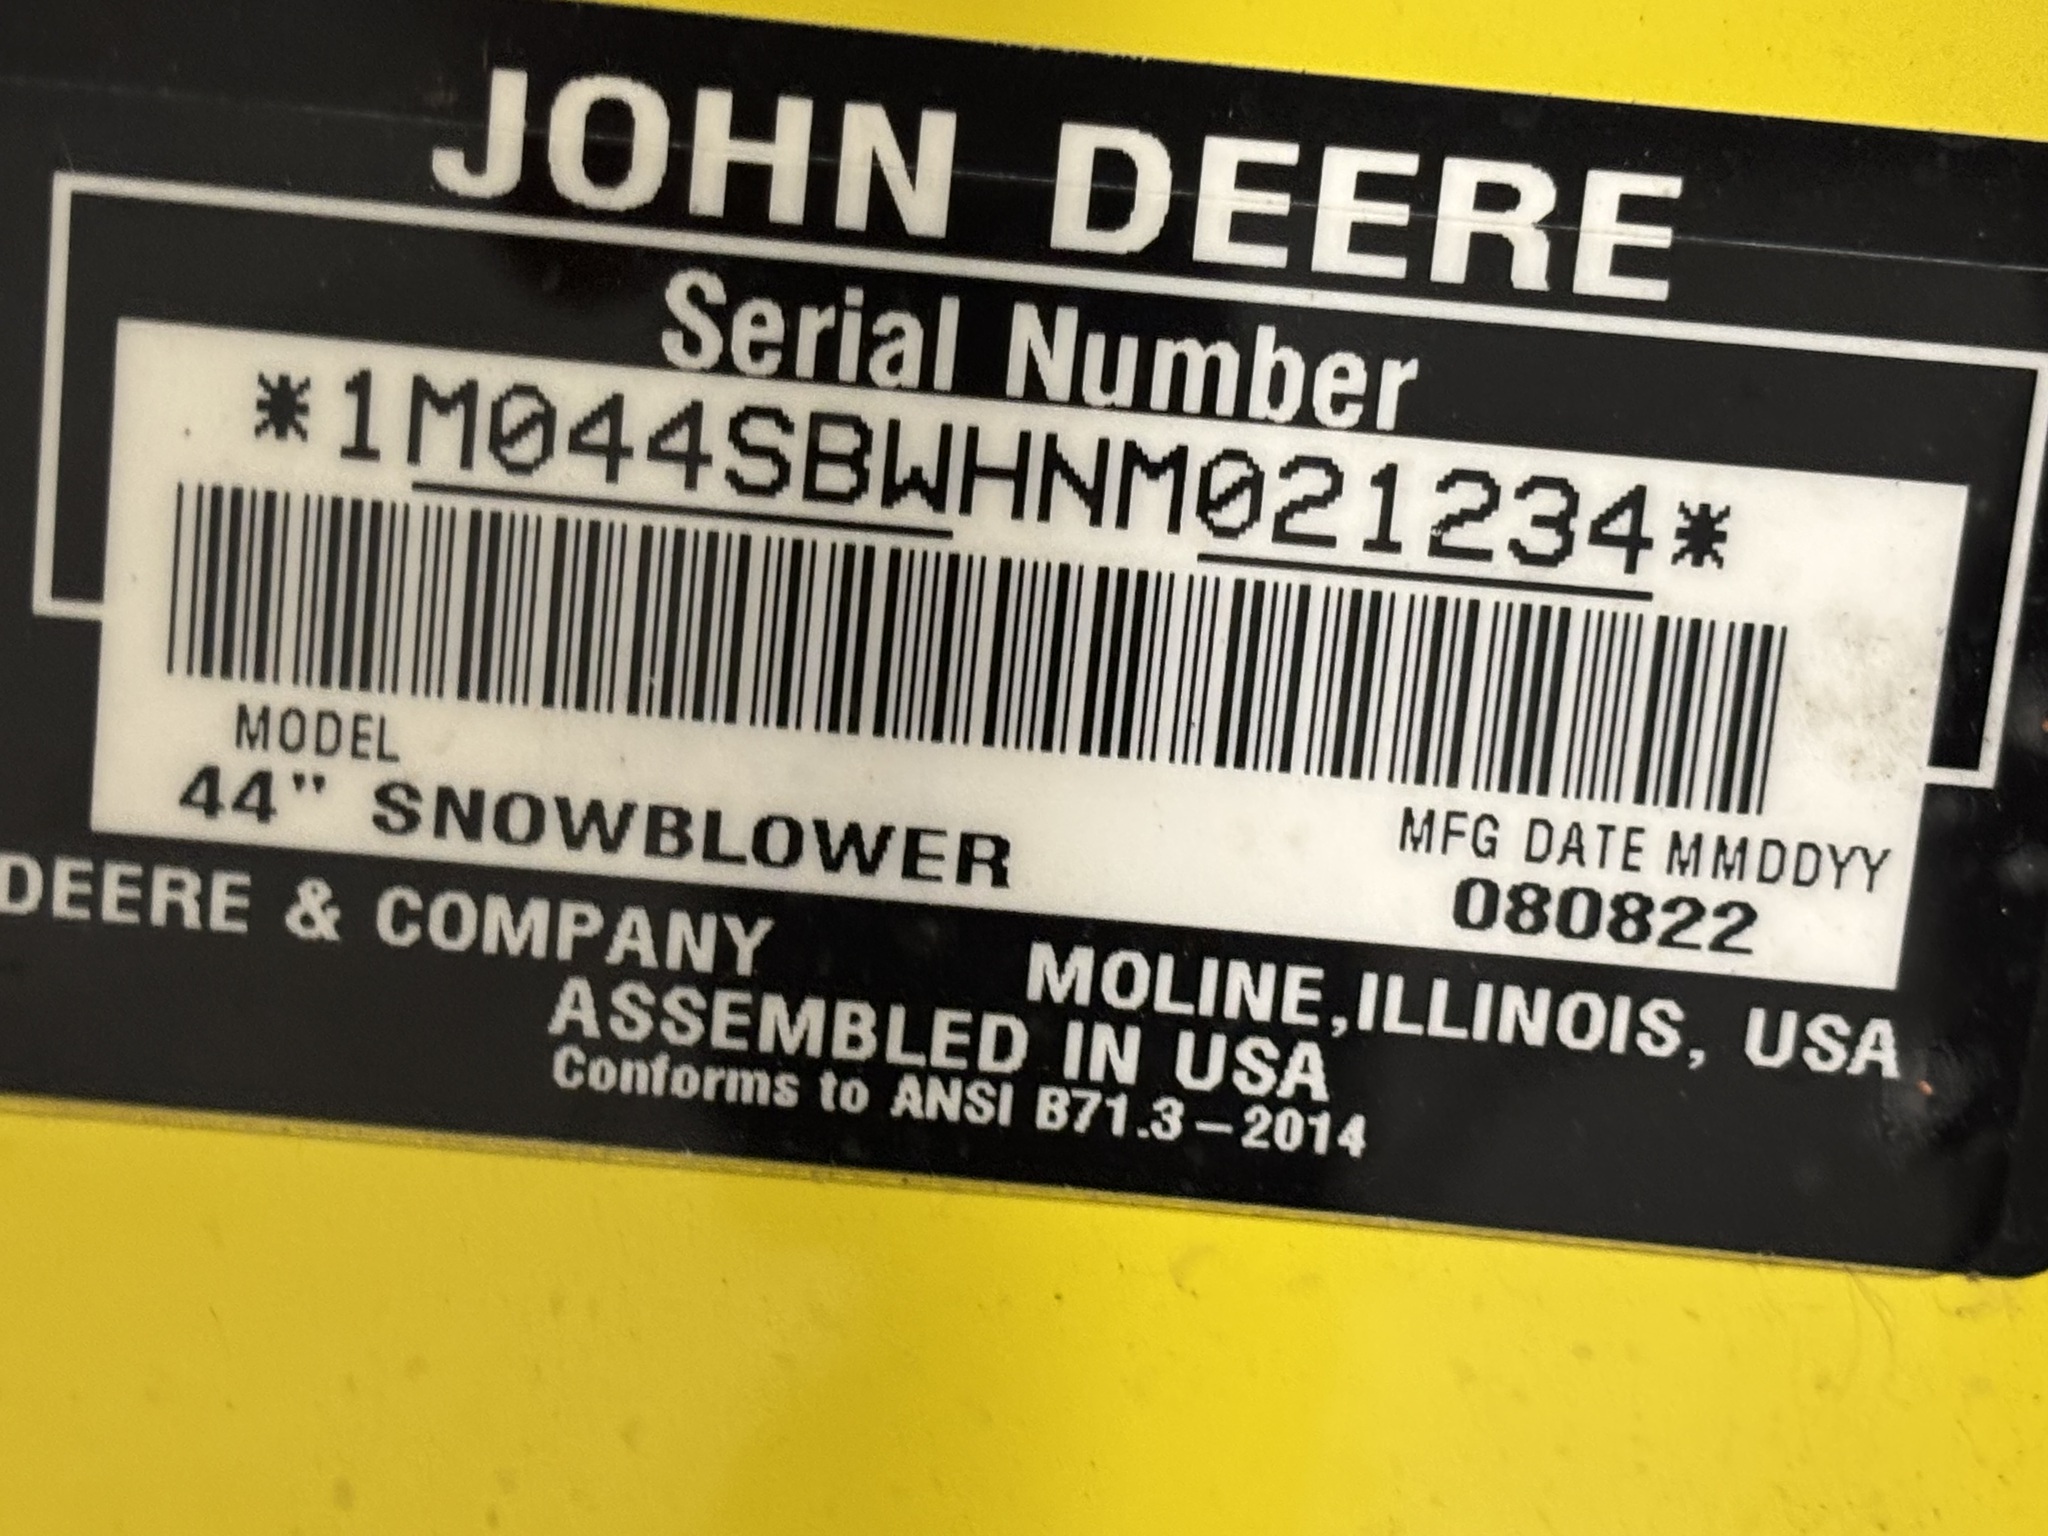 JOHN DEERE
Serial Number
*1M044SBWHNM021234*
MODEL
44" SNOWBLOWER
MFG DATE MMDDYY
080822
DEERE & COMPANY
MOLINE,ILLINOIS, USA
ASSEMBLED IN USA
Conforms to ANSI B71.3-2014